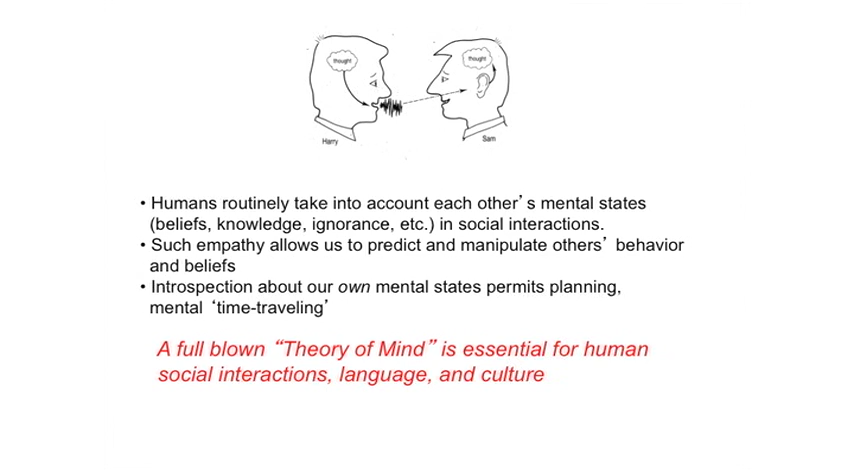 thought
thought
Harry
Sam
• Humans routinely take into account each other’s mental states
(beliefs, knowledge, ignorance, etc.) in social interactions.
• Such empathy allows us to predict and manipulate others’ behavior
and beliefs
• Introspection about our own mental states permits planning,
mental ‘time-traveling’
A full blown “Theory of Mind” is essential for human
social interactions, language, and culture